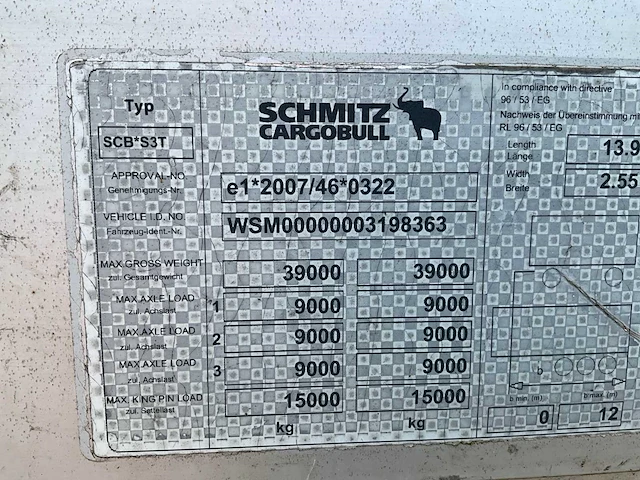 Typ
SCB*S3T
SCHMITZ
CARGOBULL
APPROVAL-NO.
Genehmigungs-Nr.
e1*2007/46*0322
VEHICLE I.D. NO.
Fahrzeug-Ident.-Nr.
WSM00000003198363
MAX.GROSS WEIGHT
zul. Gesamtgewicht
39000 39000
MAX.AXLE LOAD
zul. Achslast
1 9000 9000
MAX.AXLE LOAD
zul. Achslast
2 9000 9000
MAX.AXLE LOAD
zul. Achslast
3 9000 9000
MAX. KING PIN LOAD
zul. Sattellast
15000 15000
kg kg
In compliance with directive
96 / 53 / EG
Nachweis der Übereinstimmung mit
RL 96 / 53 / EG
Length
Länge
13.9
Width
Breite
2.55
b min. (m) b max. (m)
0 12